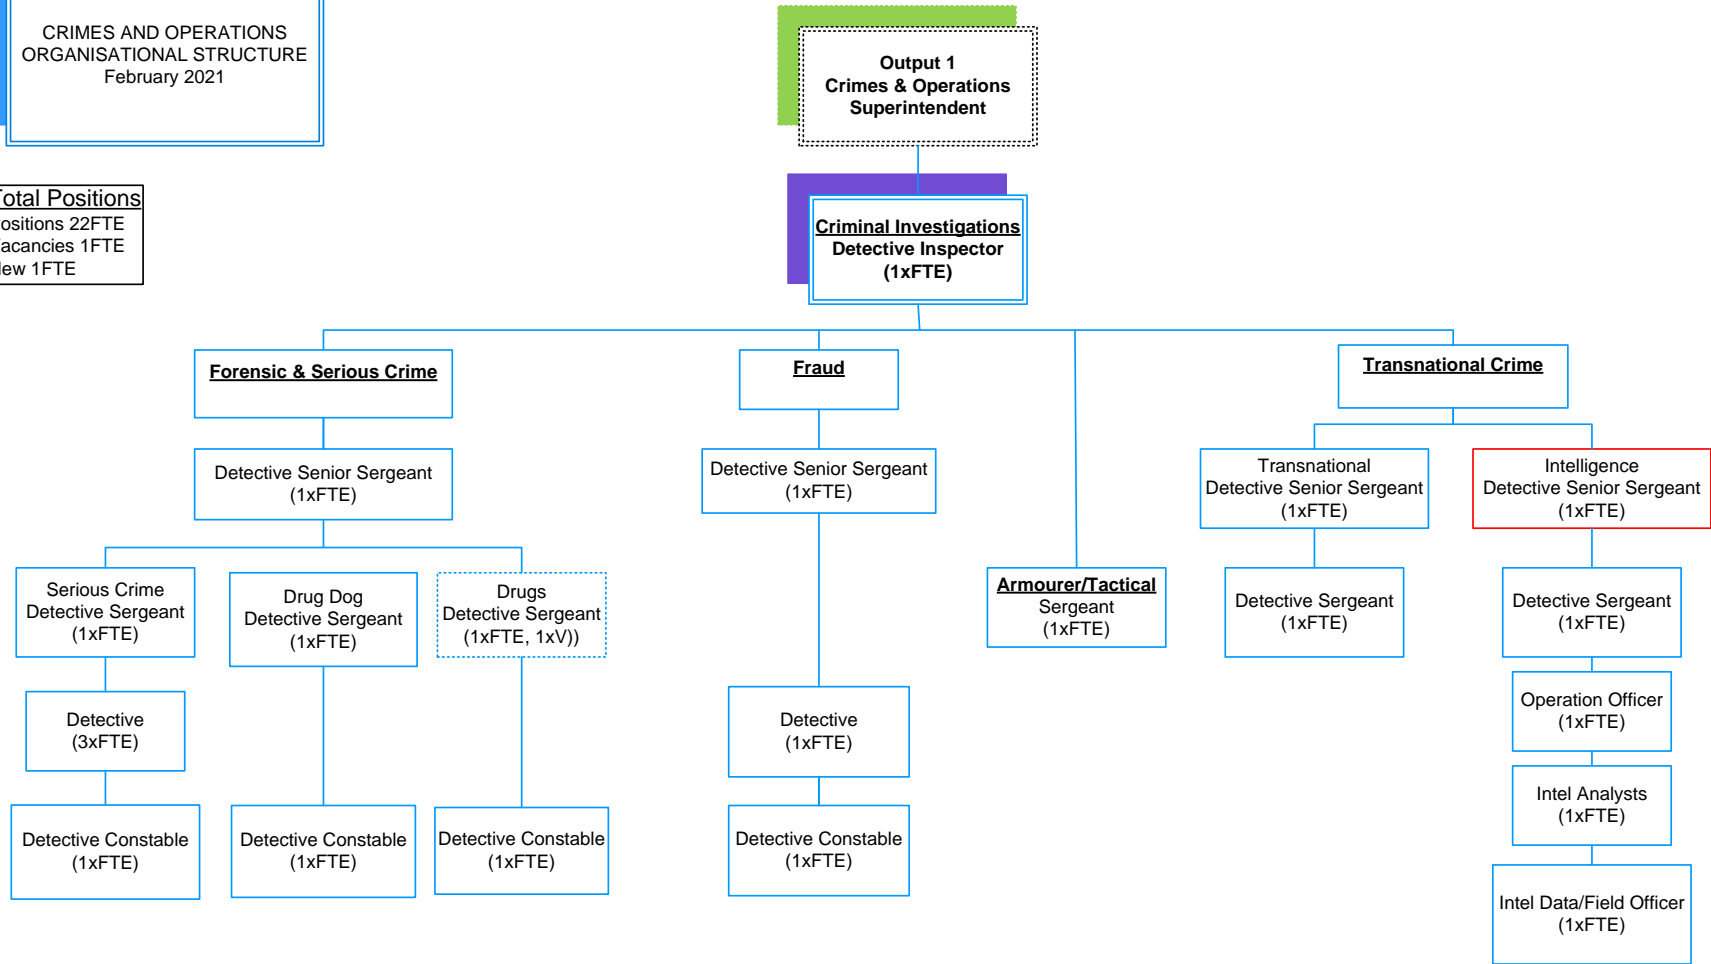 CRIMES AND OPERATIONS
ORGANISATIONAL STRUCTURE
February 2021
Output 1
Crimes & Operations
Superintendent
Total Positions
ositions 22FTE
acancies 1FTE
ew 1FTE
Criminal Investigations
Detective Inspector
(1xFTE)
Forensic & Serious Crime
Fraud
Transnational Crime
Detective Senior Sergeant
(1xFTE)
Detective Senior Sergeant
(1xFTE)
Transnational
Detective Senior Sergeant
(1xFTE)
Intelligence
Detective Senior Sergeant
(1xFTE)
Serious Crime
Detective Sergeant
(1xFTE)
Drug Dog
Detective Sergeant
(1xFTE)
Drugs
Detective Sergeant
(1xFTE, 1xV))
Armourer/Tactical
Sergeant
(1xFTE)
Detective Sergeant
(1xFTE)
Detective Sergeant
(1xFTE)
Detective
(3xFTE)
Detective
(1xFTE)
Operation Officer
(1xFTE)
Intel Analysts
(1xFTE)
Detective Constable
(1xFTE)
Detective Constable
(1xFTE)
Detective Constable
(1xFTE)
Detective Constable
(1xFTE)
Intel Data/Field Officer
(1xFTE)